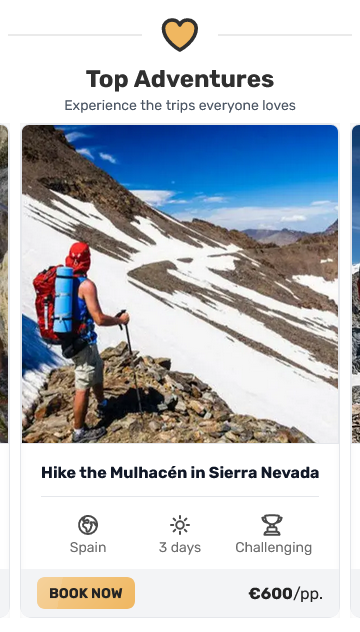 Top Adventures
Experience the trips everyone loves
Hike the Mulhacén in Sierra Nevada
Spain 3 days Challenging
BOOK NOW €600/pp.